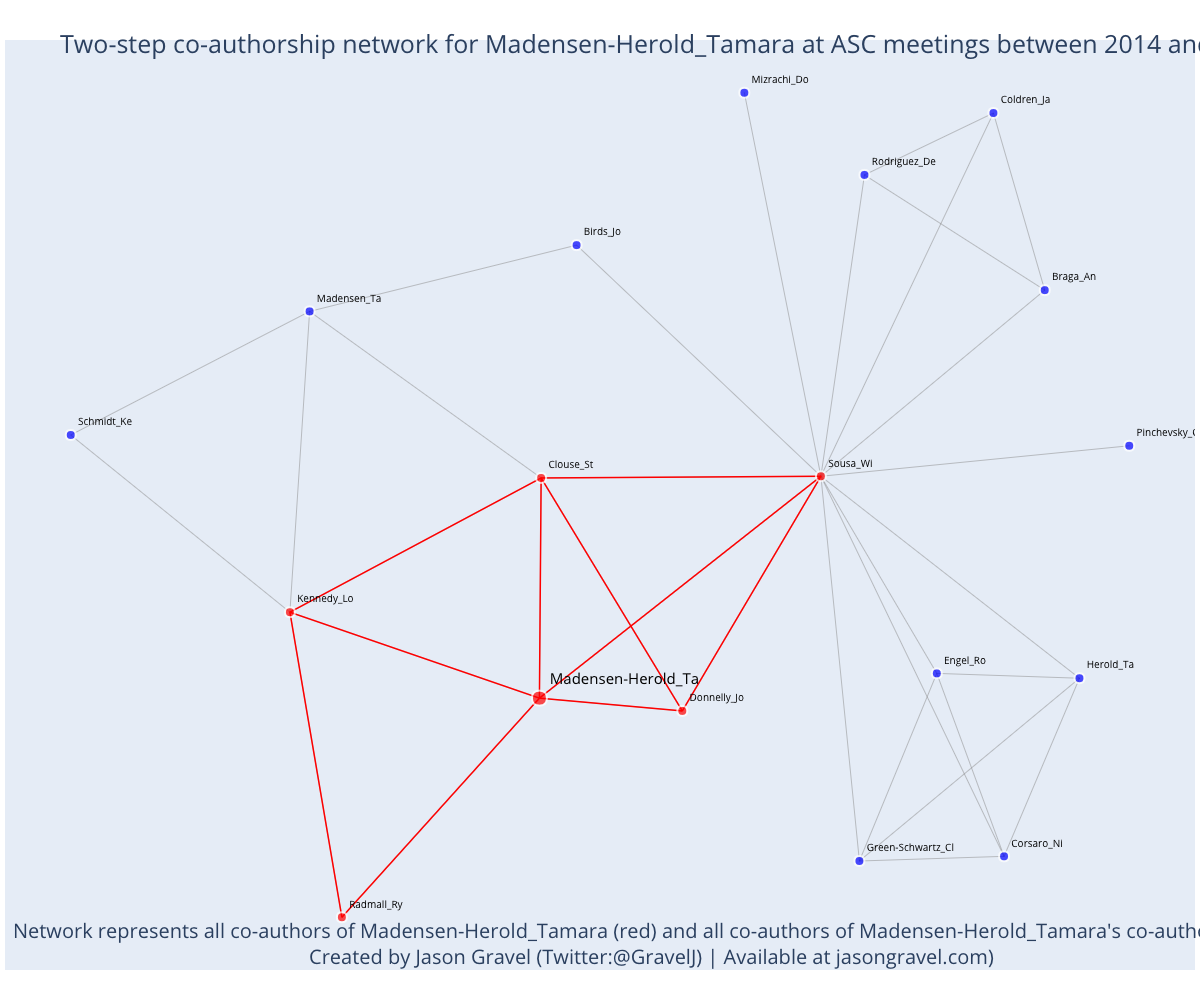 Two-step co-authorship network for Madensen-Herold_Tamara at ASC meetings between 2014 and
Mizrachi_Do
Coldren_Ja
Rodriguez_De
Birds_Jo
Braga_An
Madensen_Ta
Schmidt_Ke
Pinchevsky_
Clouse_St
Sousa_Wi
Kennedy_Lo
Engel_Ro
Herold_Ta
Madensen-Herold_Ta
Donnelly_Jo
Green-Schwartz_Cl
Corsaro_Ni
Radmall_Ry
Network represents all co-authors of Madensen-Herold_Tamara (red) and all co-authors of Madensen-Herold_Tamara's co-autho
Created by Jason Gravel (Twitter:@GravelJ) | Available at jasongravel.com)